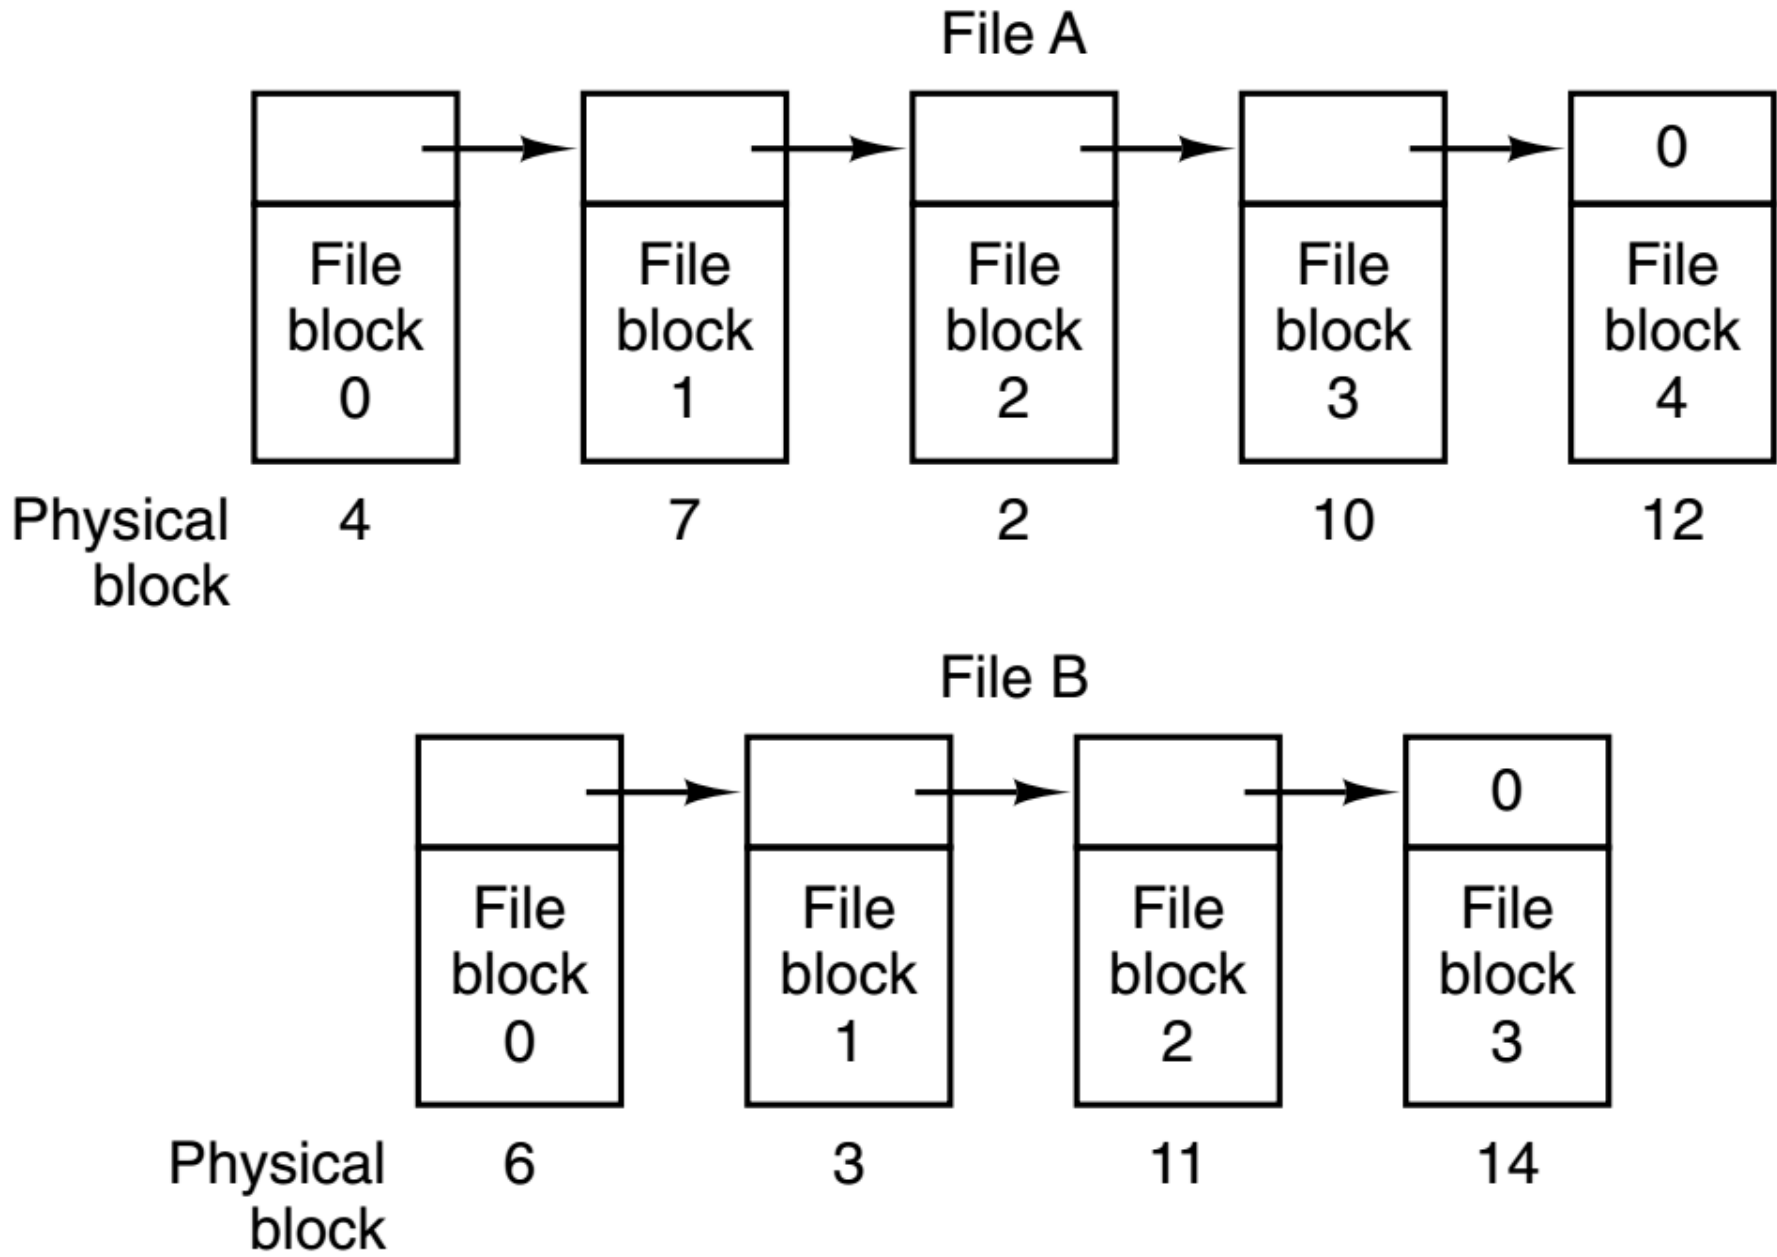 File A
0
File File File File File
block block block block block
0 1 2 3 4
Physical 4 7 2 10 12
block
File B
0
File File File File
block block block block
0 1 2 3
Physical 6 3 11 14
block